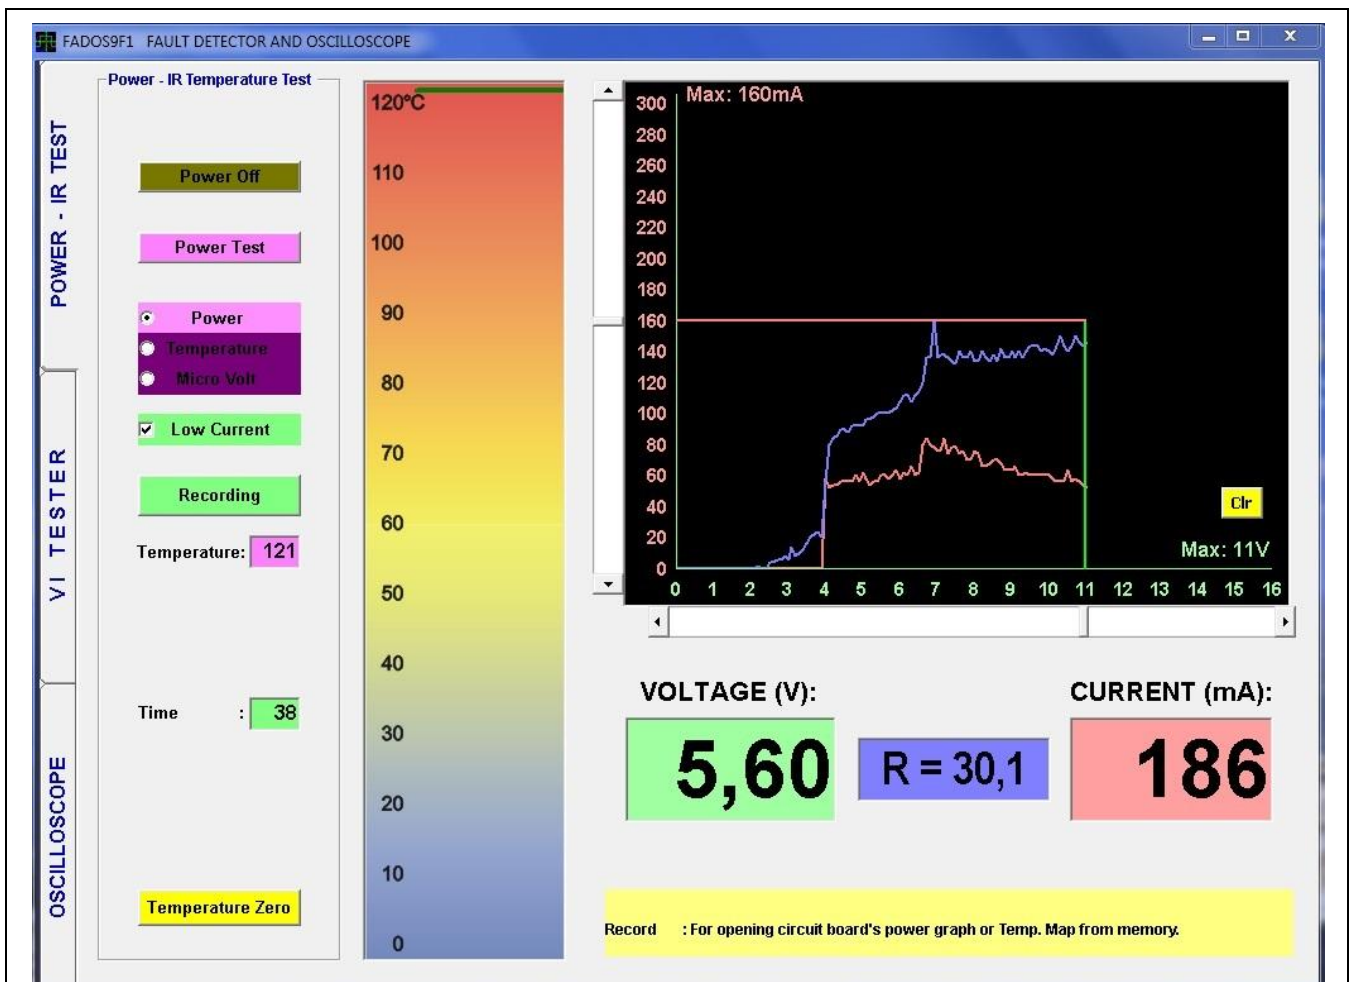 FADOS9F1 FAULT DETECTOR AND OSCILLOSCOPE
POWER - IR TEST
VI TESTER
OSCILLOSCOPE
Power - IR Temperature Test
Power Off
Power Test
Power
Temperature
Micro Volt
Low Current
Recording
Temperature: 121
Time : 38
Temperature Zero
120°C
110
100
90
80
70
60
50
40
30
20
10
0
Max: 160mA
300
280
260
240
220
200
180
160
140
120
100
80
60
40
20
0
Clr
Max: 11V
0 1 2 3 4 5 6 7 8 9 10 11 12 13 14 15 16
VOLTAGE (V): CURRENT (mA):
5,60 R = 30,1 186
Record : For opening circuit board's power graph or Temp. Map from memory.